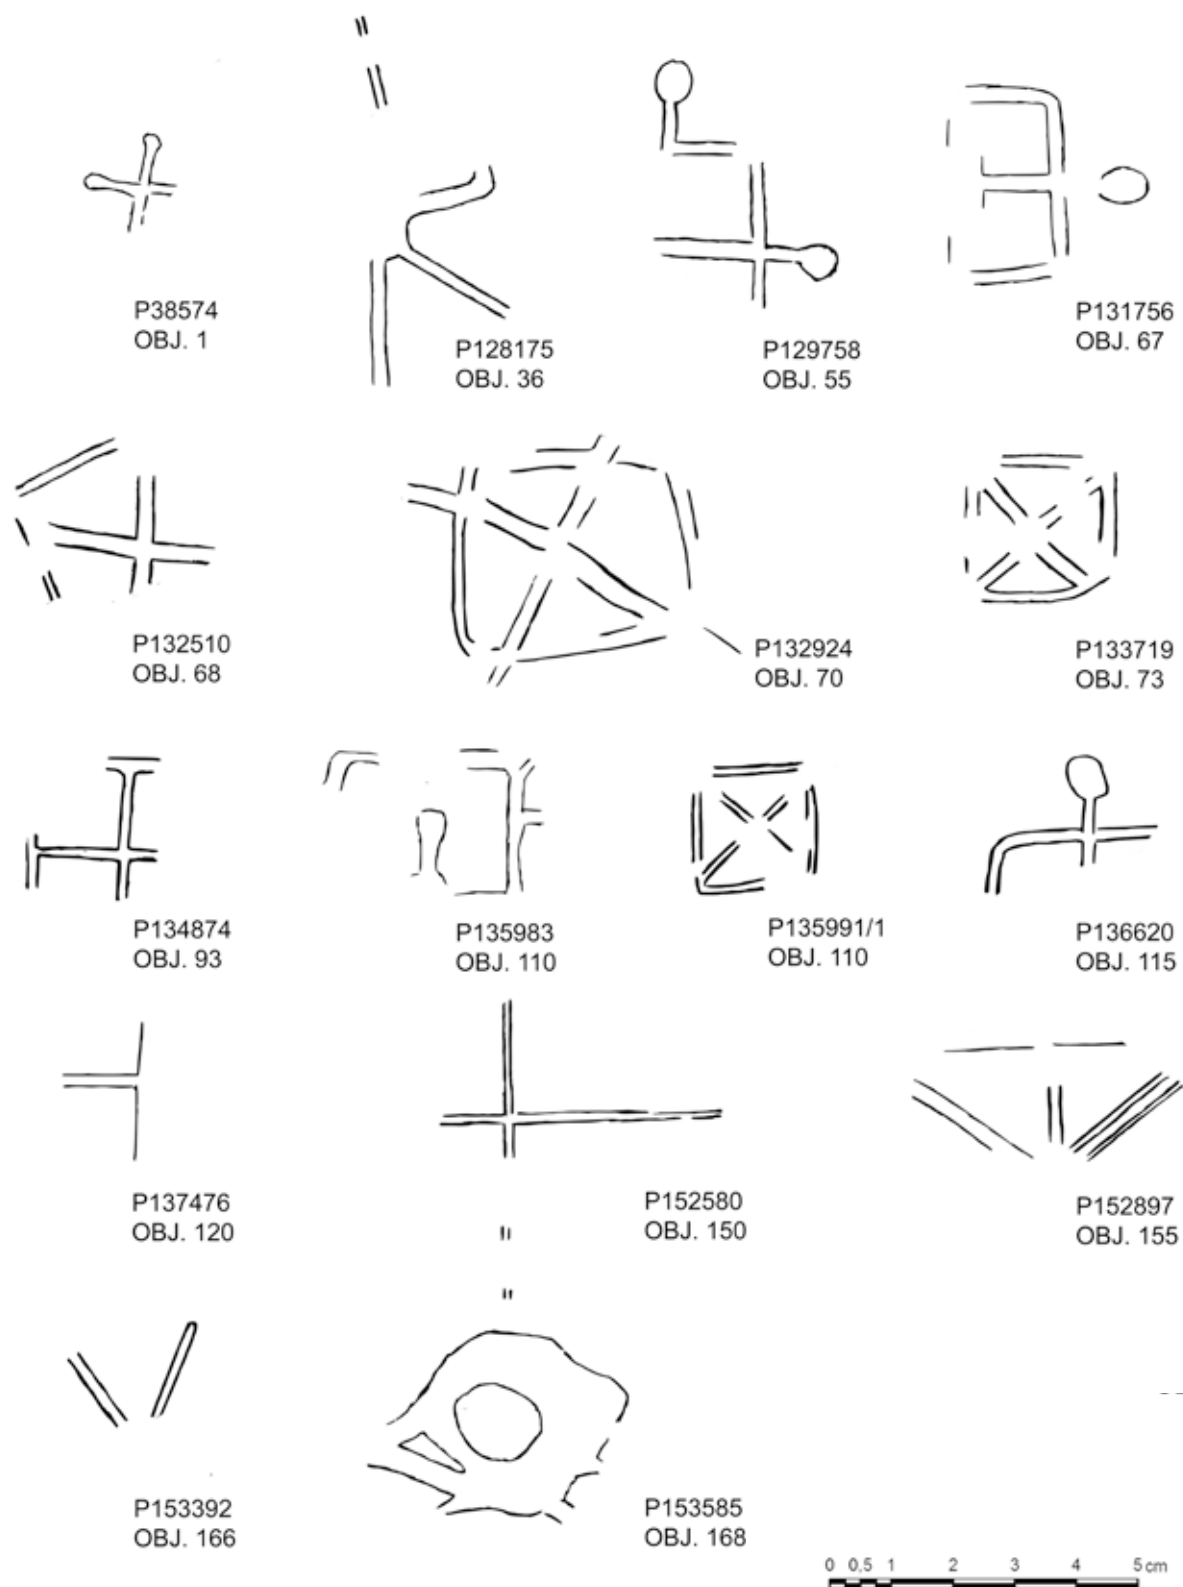 P38574
OBJ. 1
P128175
OBJ. 36
P129758
OBJ. 55
P131756
OBJ. 67
P132510
OBJ. 68
P132924
OBJ. 70
P133719
OBJ. 73
P134874
OBJ. 93
P135983
OBJ. 110
P135991/1
OBJ. 110
P136620
OBJ. 115
P137476
OBJ. 120
P152580
OBJ. 150
P152897
OBJ. 155
P153392
OBJ. 166
P153585
OBJ. 168
0 0,5 1 2 3 4 5 cm